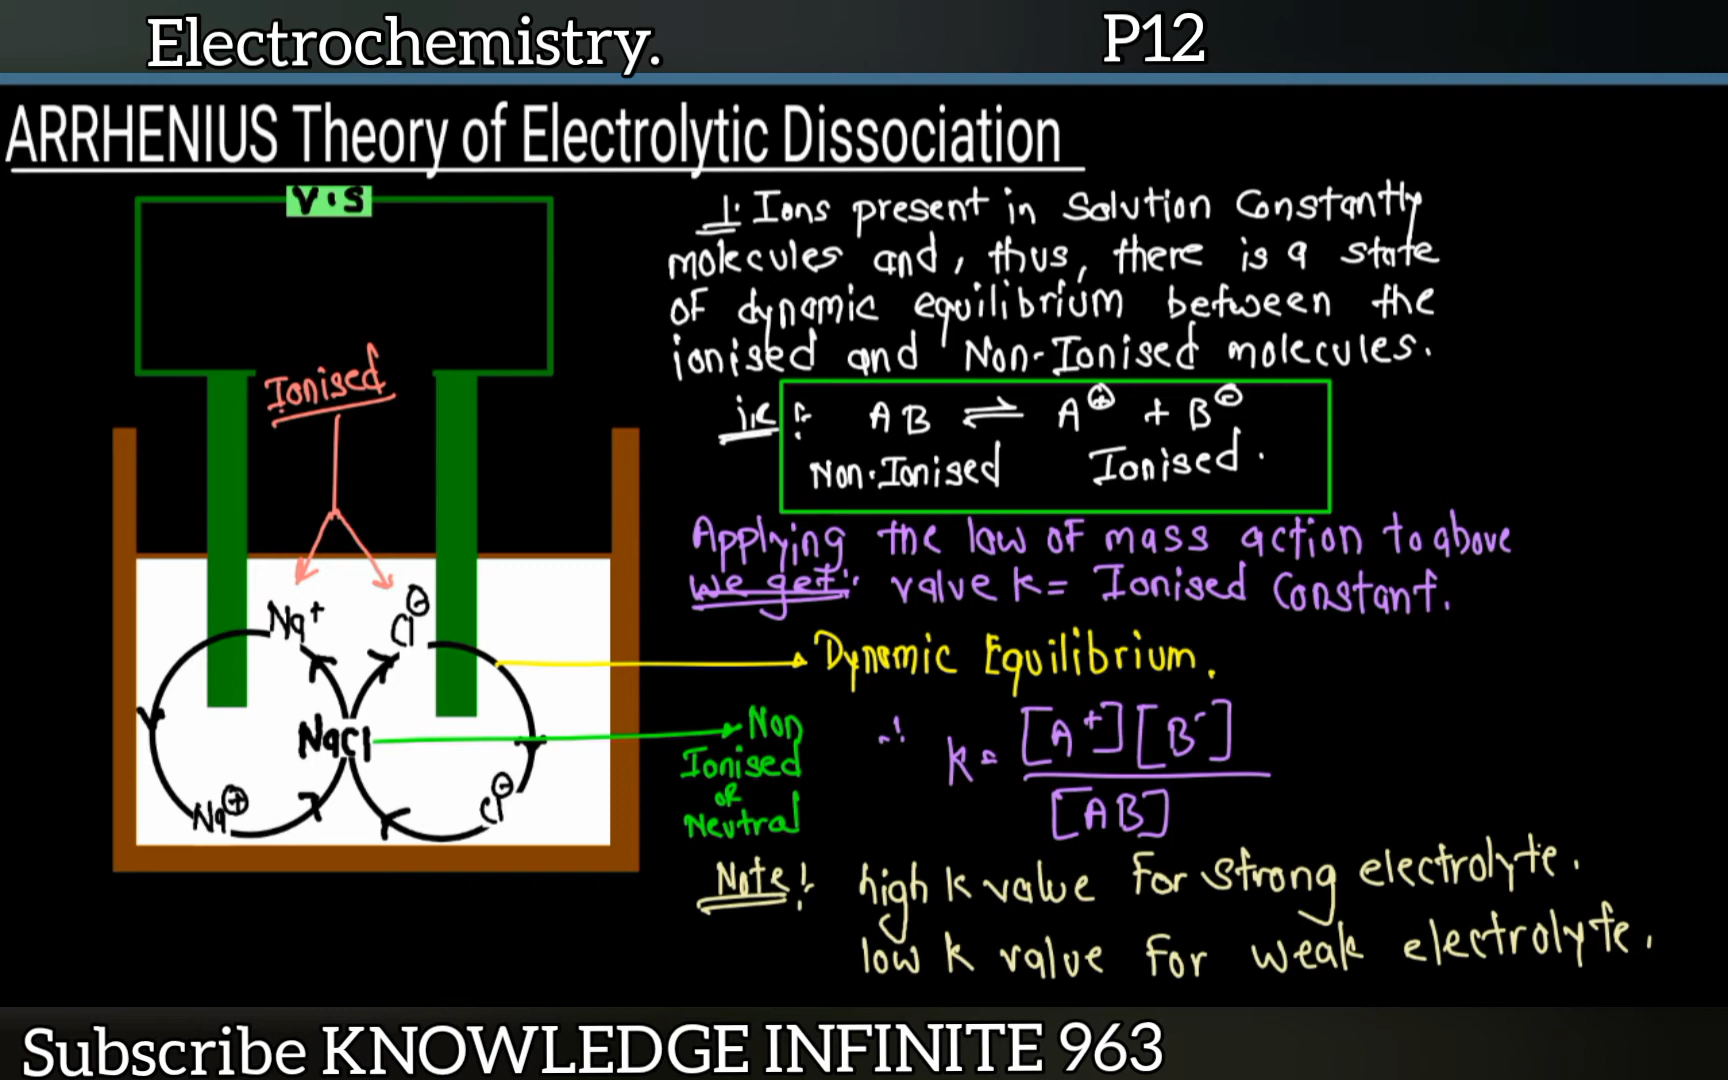 Electrochemistry. P12
ARRHENIUS Theory of Electrolytic Dissociation
V.S
1. Ions present in Solution Constantly
molecules and, thus, there is a state
of dynamic equilibrium between the
ionised and Non-Ionised molecules.
Ionised
i.e: AB ⇌ A⊕ + B⊖
Non-Ionised Ionised.
Applying the law of mass action to above
we get: value k = Ionised Constant.
Na+ Cl⊖
Dynamic Equilibrium.
NaCl
Non
Ionised
or
Neutral
∴ k = [A+][B-]
[AB]
Na⊕ Cl⊖
Note: high k value for strong electrolyte.
low k value for weak electrolyte.
Subscribe KNOWLEDGE INFINITE 963